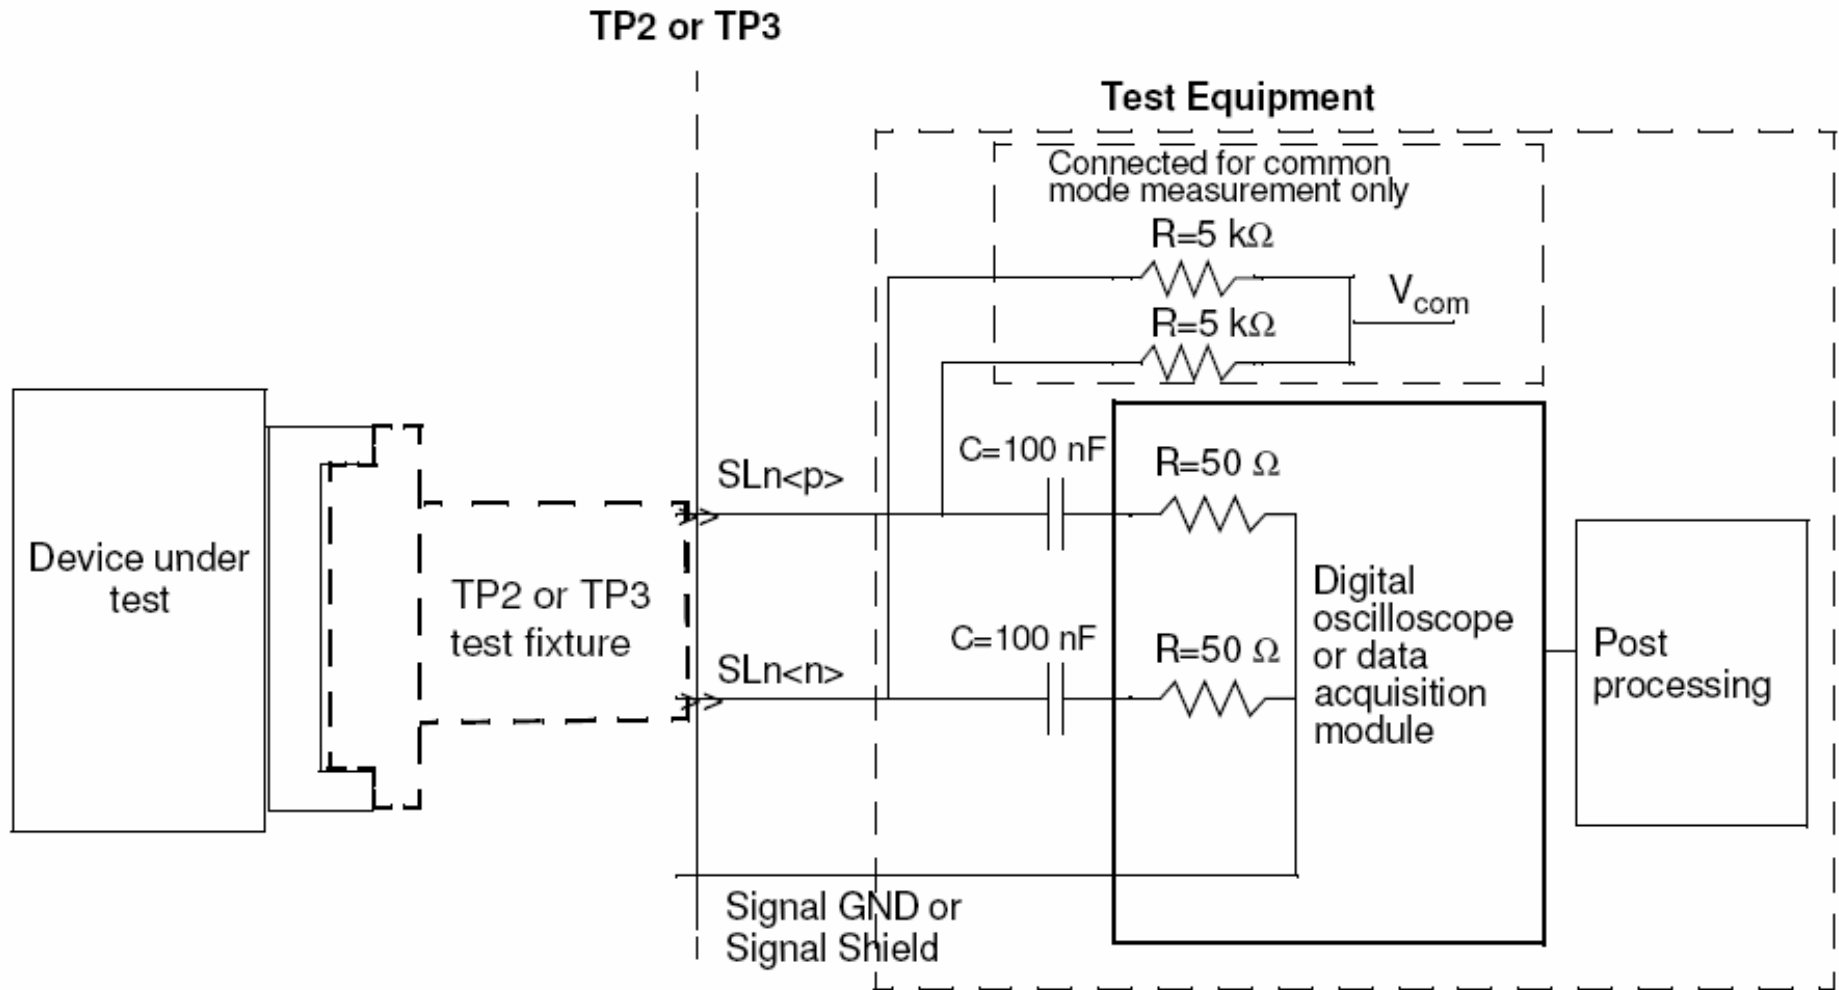 TP2 or TP3
Test Equipment
Connected for common
mode measurement only
R=5 kΩ
Vcom
R=5 kΩ
C=100 nF
R=50 Ω
SLn<p>
Device under
test
TP2 or TP3
test fixture
Digital
oscilloscope
or data
acquisition
module
C=100 nF
R=50 Ω
SLn<n>
Post
processing
Signal GND or
Signal Shield